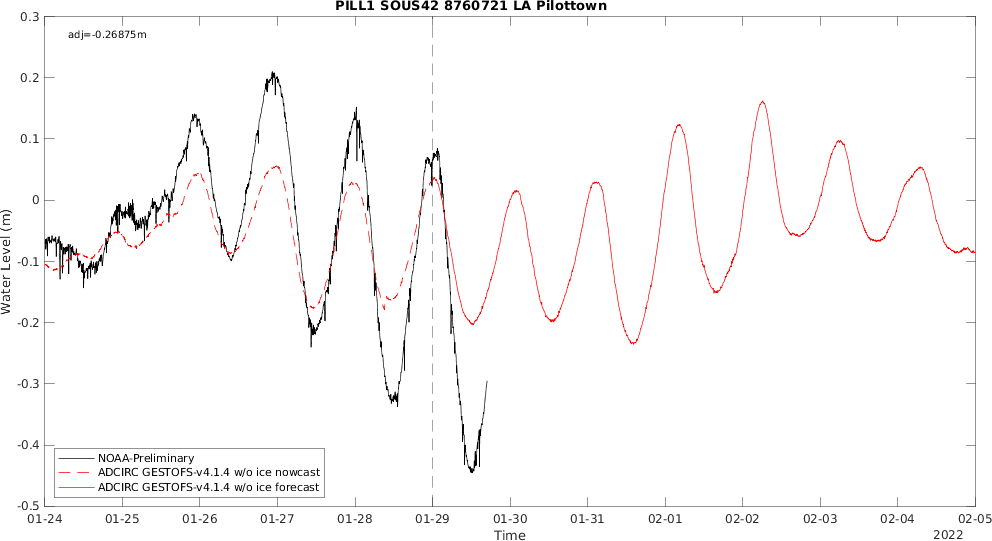 PILL1 SOUS42 8760721 LA Pilottown
adj=-0.26875m
0.3
0.2
0.1
0
-0.1
-0.2
-0.3
-0.4
-0.5
Water Level (m)
NOAA-Preliminary
ADCIRC GESTOFS-v4.1.4 w/o ice nowcast
ADCIRC GESTOFS-v4.1.4 w/o ice forecast
01-24 01-25 01-26 01-27 01-28 01-29 01-30 01-31 02-01 02-02 02-03 02-04 02-05
Time
2022